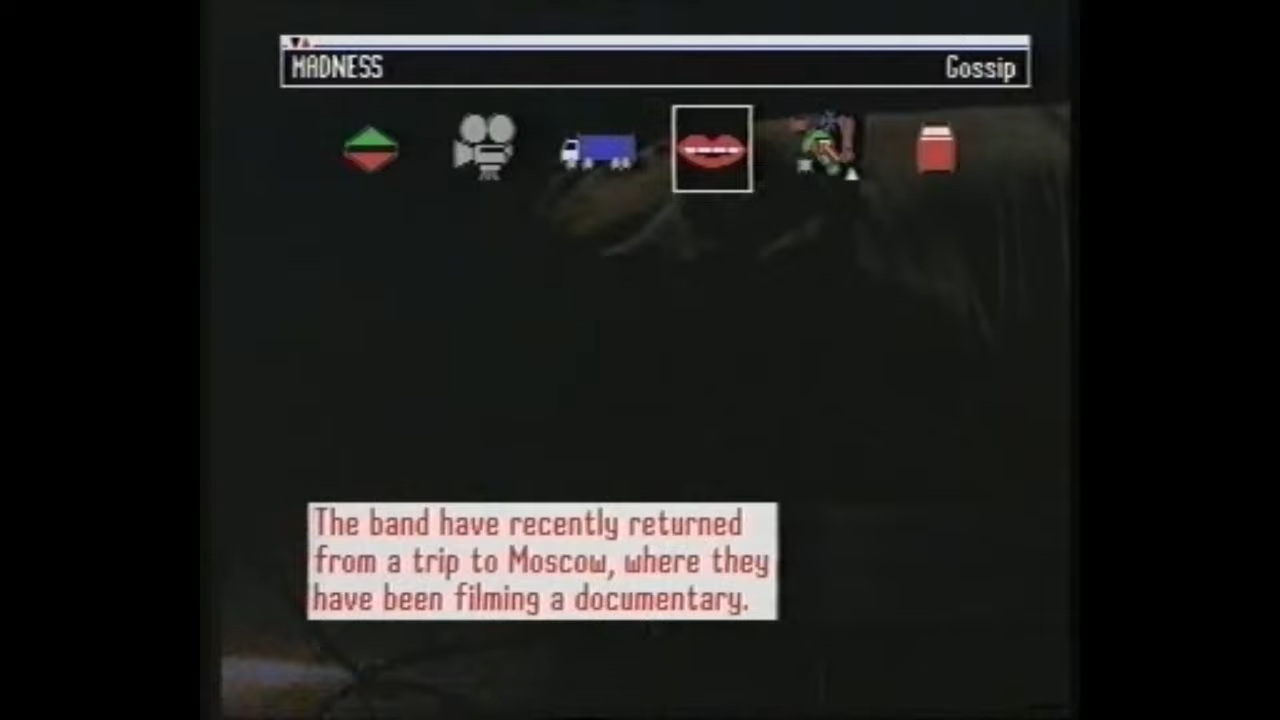 MADNESS
Gossip
The band have recently returned
from a trip to Moscow, where they
have been filming a documentary.